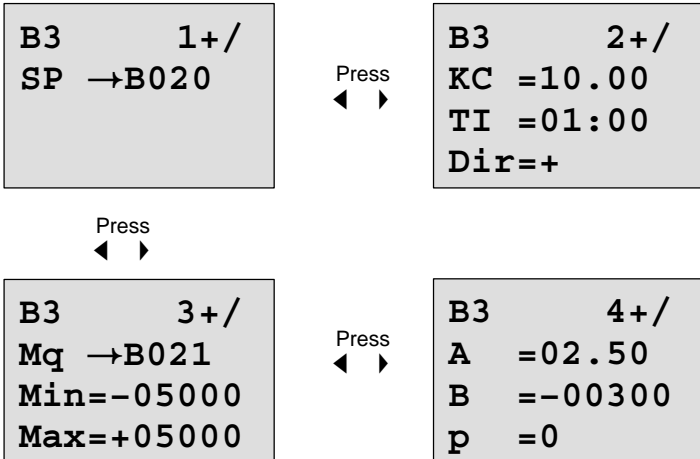 B3 1+/
SP →B020
Press
B3 2+/
KC =10.00
TI =01:00
Dir=+
Press
B3 3+/
Mq →B021
Min=-05000
Max=+05000
Press
B3 4+/
A =02.50
B =-00300
p =0